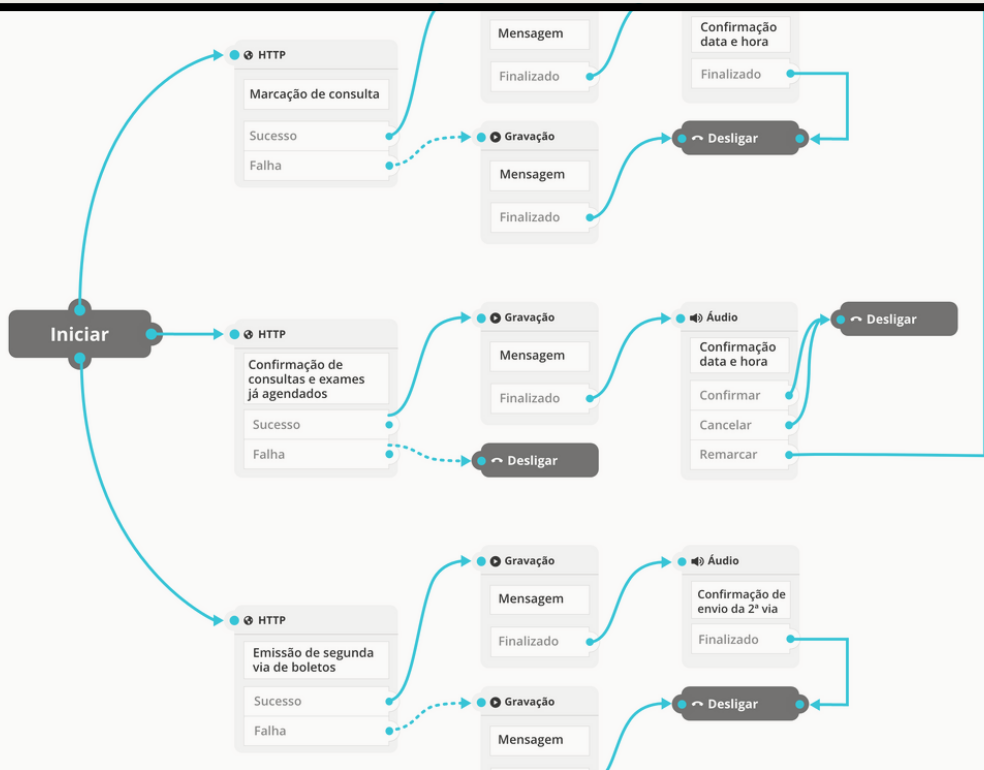 HTTP
Marcação de consulta
Sucesso
Falha
Mensagem
Finalizado
Confirmação
data e hora
Finalizado
Gravação
Mensagem
Finalizado
Desligar
Iniciar
HTTP
Confirmação de
consultas e exames
já agendados
Sucesso
Falha
Gravação
Mensagem
Finalizado
Desligar
Áudio
Confirmação
data e hora
Confirmar
Cancelar
Remarcar
Desligar
HTTP
Emissão de segunda
via de boletos
Sucesso
Falha
Gravação
Mensagem
Finalizado
Áudio
Confirmação de
envio da 2ª via
Finalizado
Gravação
Mensagem
Desligar